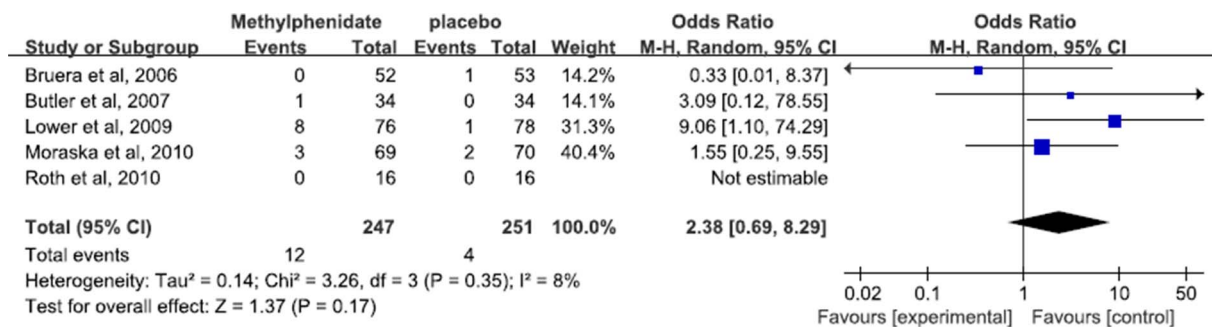 Methylphenidate placebo Odds Ratio Odds Ratio
Study or Subgroup Events Total Events Total Weight M-H, Random, 95% CI M-H, Random, 95% CI
Bruera et al, 2006 0 52 1 53 14.2% 0.33 [0.01, 8.37]
Butler et al, 2007 1 34 0 34 14.1% 3.09 [0.12, 78.55]
Lower et al, 2009 8 76 1 78 31.3% 9.06 [1.10, 74.29]
Moraska et al, 2010 3 69 2 70 40.4% 1.55 [0.25, 9.55]
Roth et al, 2010 0 16 0 16 Not estimable
Total (95% CI) 247 251 100.0% 2.38 [0.69, 8.29]
Total events 12 4
Heterogeneity: Tau² = 0.14; Chi² = 3.26, df = 3 (P = 0.35); I² = 8%
Test for overall effect: Z = 1.37 (P = 0.17)
0.02 0.1 1 10 50
Favours [experimental] Favours [control]